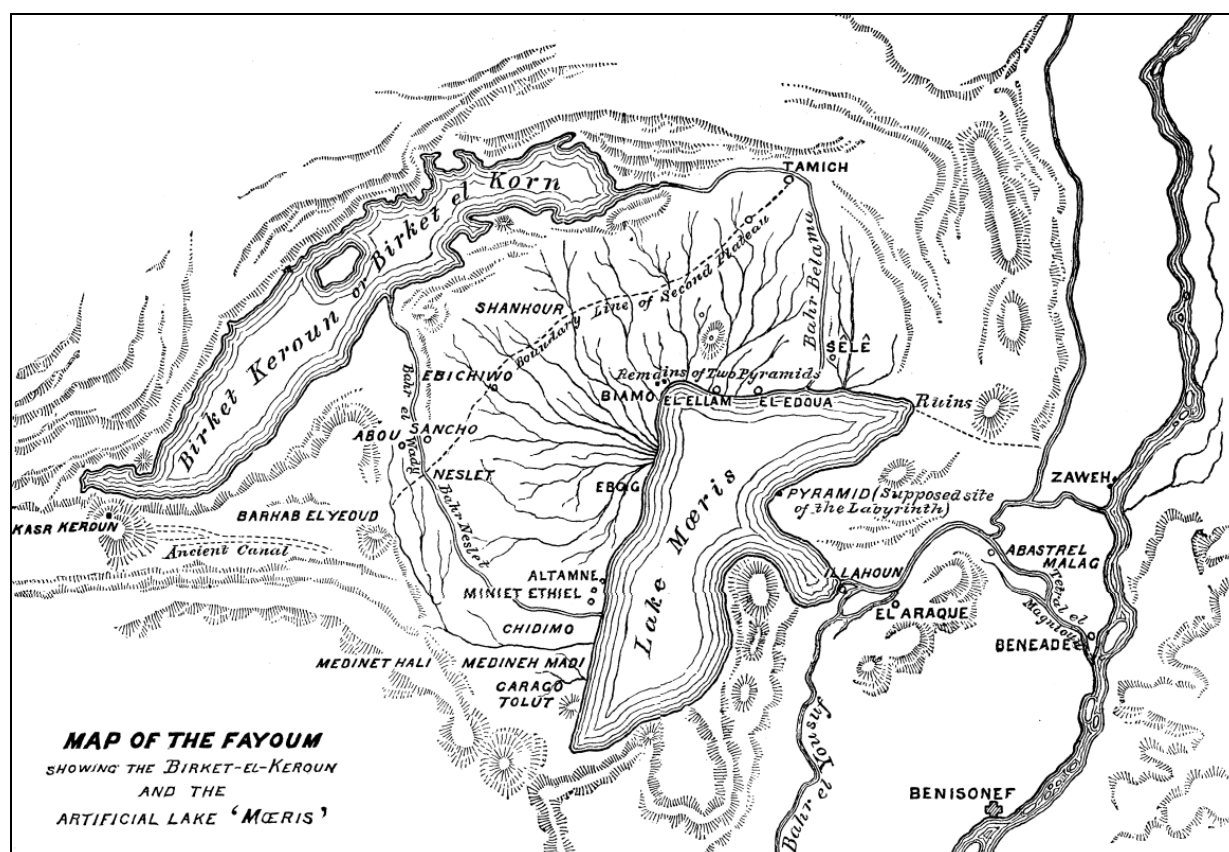 TAMICH
Birket Keroun
or Birket el Korn
Bahr Belama
SHANHOUR
Boundary Line of Second Plateau
SÊLÊ
EBICHIWO
Remains of Two Pyramids
BIAMO
EL-ELLAM
EL-EDOUA
Ruins
Bahr el Wady
SANCHO
ABOU
NESLET
EBOG
Lake Mœris
PYRAMID (Supposed site
of the Labyrinth)
ZAWEH
KASR KEROUN
BARHAB EL YEOUD
Ancient Canal
Bahr Neslet
ABASTREL
MALAG
ILLAHOUN
ALTAMNE
MINIET ETHIEL
EL ARAQUE
CHIDIMO
BENEADE
MEDINET HALI
MEDINEH MADI
GARAGO
TOLUT
Bahr el Yousuf
BENISONEF
MAP OF THE FAYOUM
SHOWING THE BIRKET-EL-KEROUN
AND THE
ARTIFICIAL LAKE 'MŒRIS'